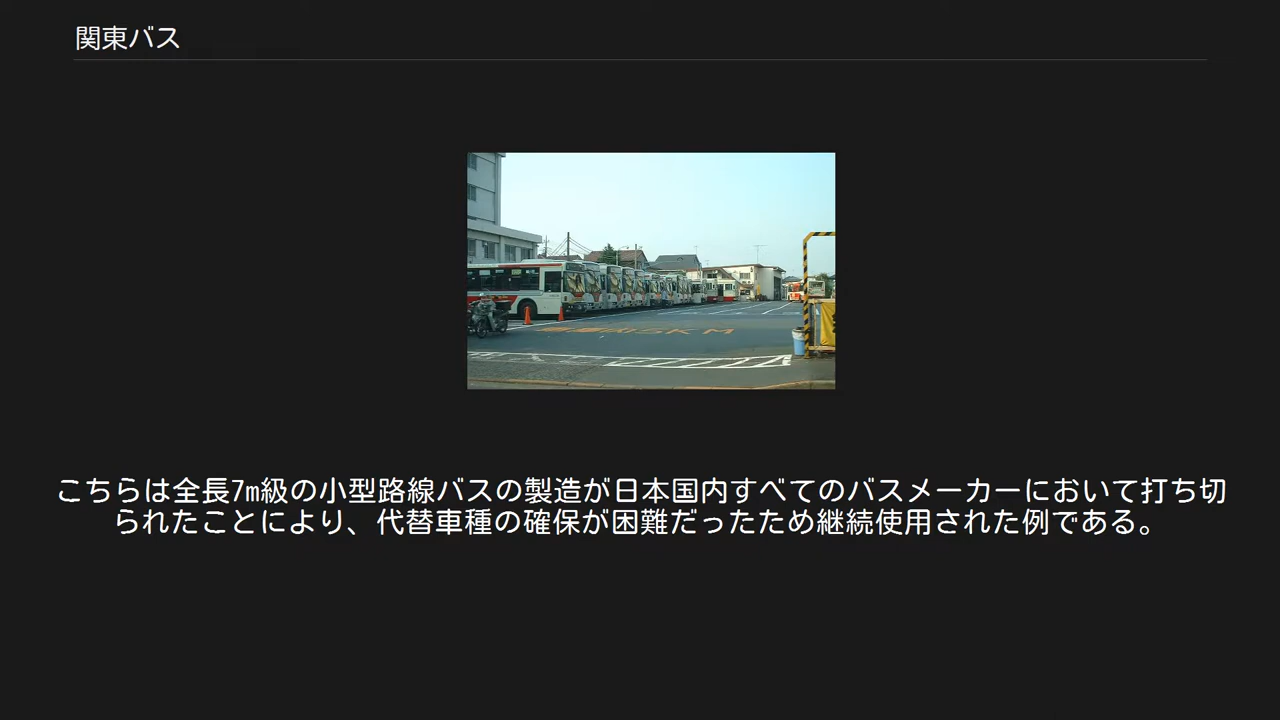 関東バス
こちらは全長7m級の小型路線バスの製造が日本国内すべてのバスメーカーにおいて打ち切
られたことにより、代替車種の確保が困難だったため継続使用された例である。